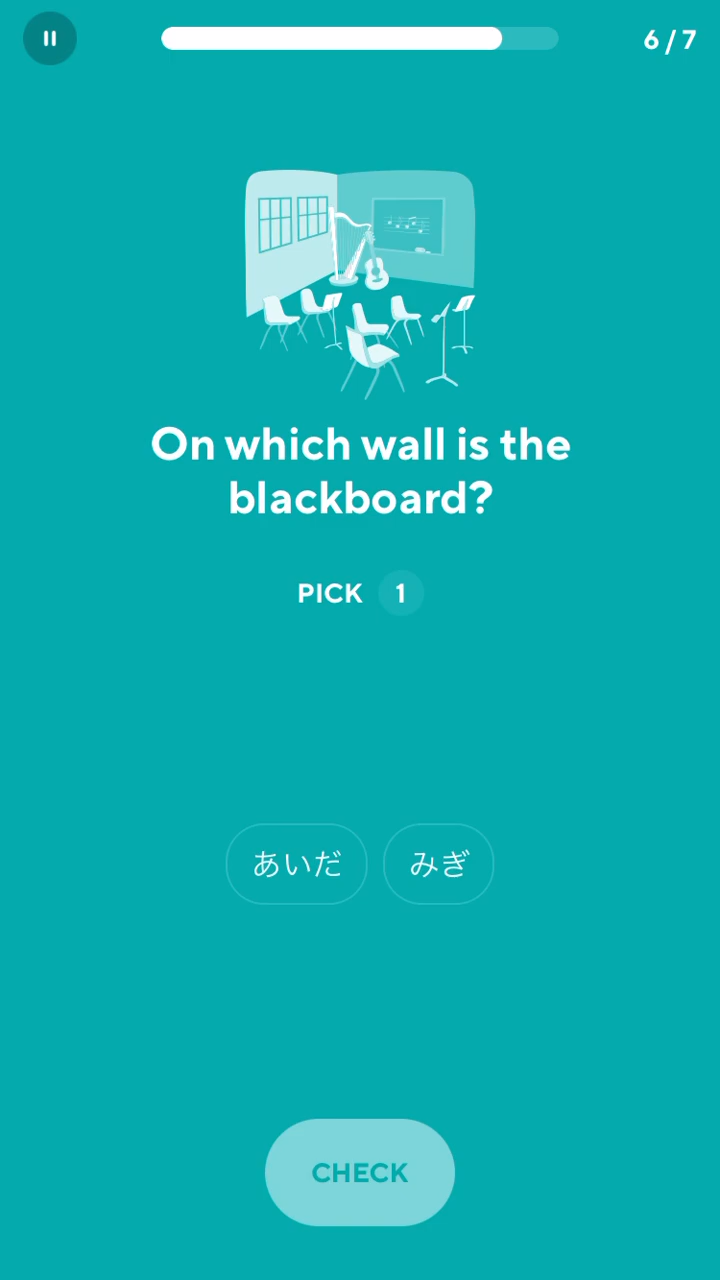 6 / 7
On which wall is the
blackboard?
PICK 1
あいだ みぎ
CHECK